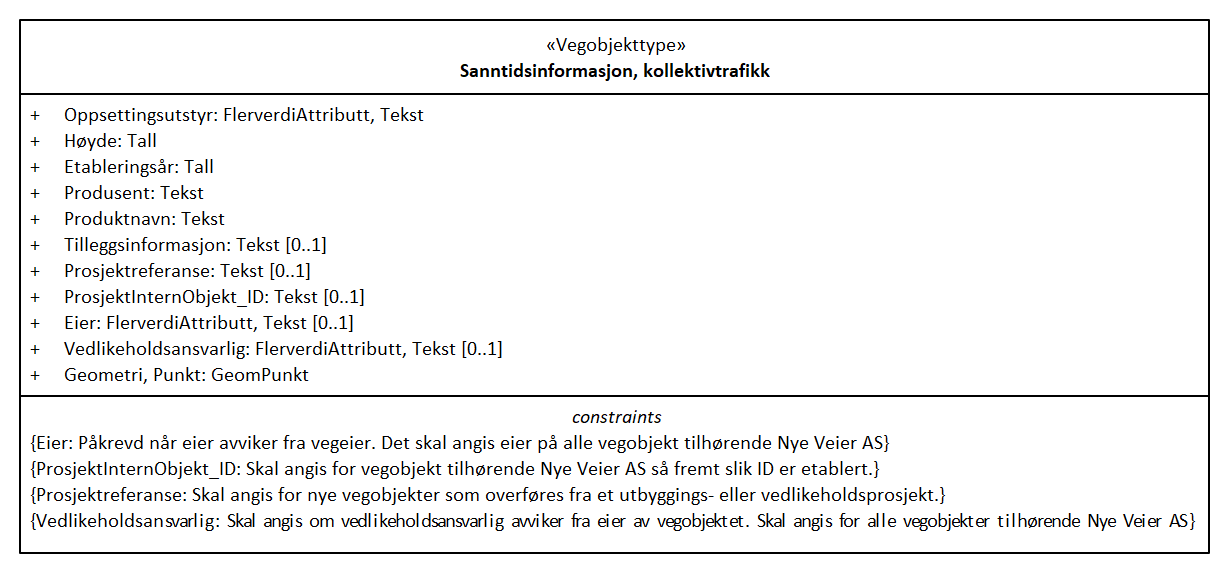 «Vegobjekttype»
Sanntidsinformasjon, kollektivtrafikk
+ Oppsettingsutstyr: FlerverdiAttributt, Tekst
+ Høyde: Tall
+ Etableringsår: Tall
+ Produsent: Tekst
+ Produktnavn: Tekst
+ Tilleggsinformasjon: Tekst [0..1]
+ Prosjektreferanse: Tekst [0..1]
+ ProsjektInternObjekt_ID: Tekst [0..1]
+ Eier: FlerverdiAttributt, Tekst [0..1]
+ Vedlikeholdsansvarlig: FlerverdiAttributt, Tekst [0..1]
+ Geometri, Punkt: GeomPunkt
constraints
{Eier: Påkrevd når eier avviker fra vegeier. Det skal angis eier på alle vegobjekt tilhørende Nye Veier AS}
{ProsjektInternObjekt_ID: Skal angis for vegobjekt tilhørende Nye Veier AS så fremt slik ID er etablert.}
{Prosjektreferanse: Skal angis for nye vegobjekter som overføres fra et utbyggings- eller vedlikeholdsprosjekt.}
{Vedlikeholdsansvarlig: Skal angis om vedlikeholdsansvarlig avviker fra eier av vegobjektet. Skal angis for alle vegobjekter tilhørende Nye Veier AS}